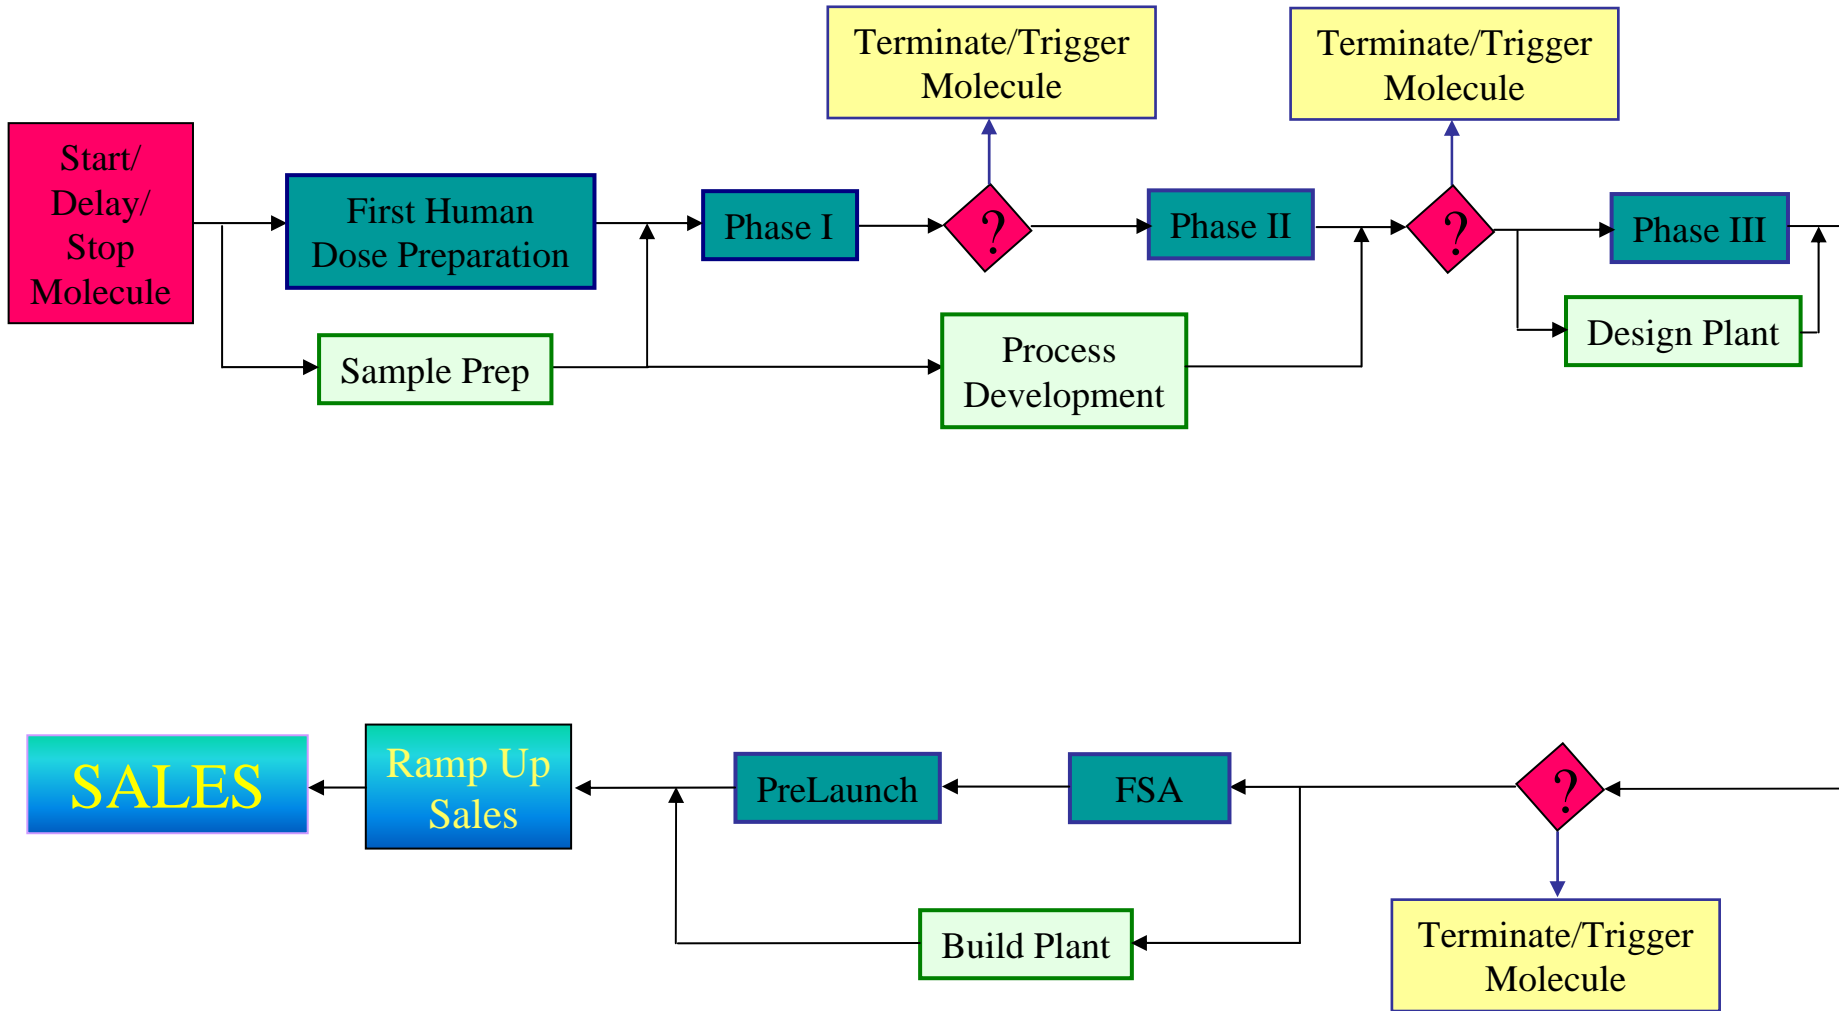 Terminate/Trigger
Molecule
Terminate/Trigger
Molecule
Start/
Delay/
Stop
Molecule
First Human
Dose Preparation
Phase I
?
Phase II
?
Phase III
Sample Prep
Process
Development
Design Plant
SALES
Ramp Up
Sales
PreLaunch
FSA
?
Build Plant
Terminate/Trigger
Molecule